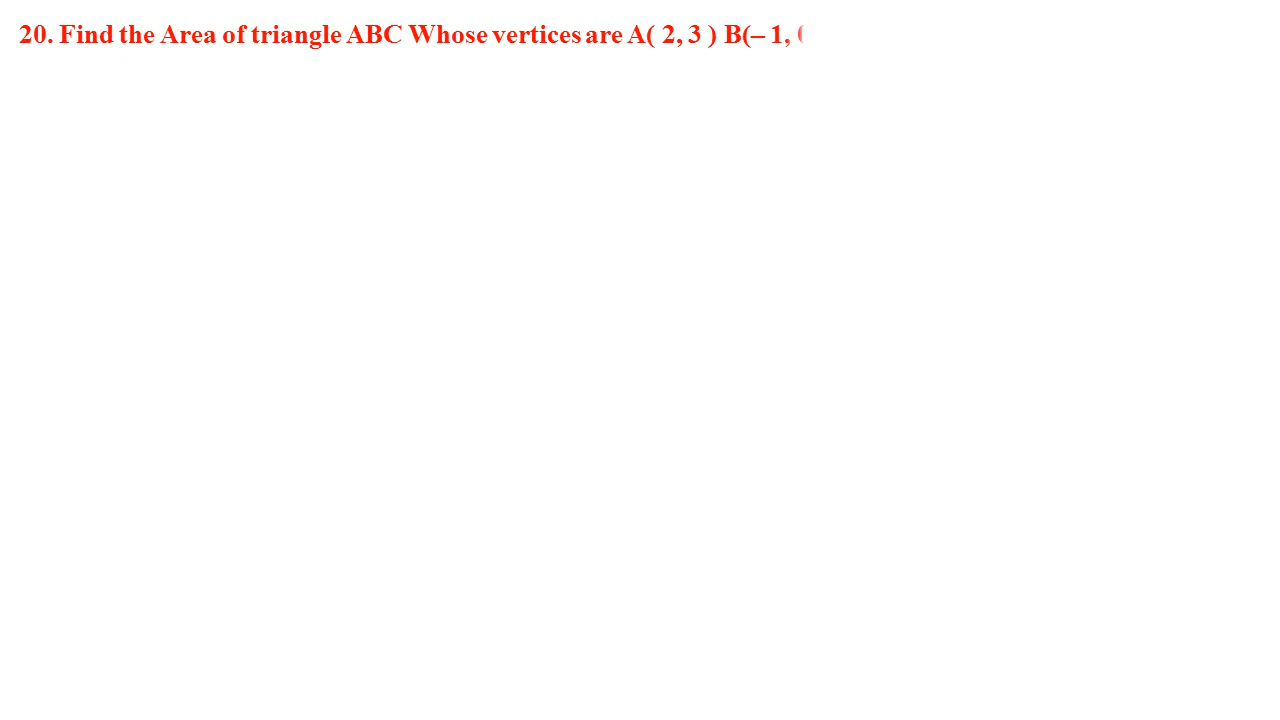 20. Find the Area of triangle ABC Whose vertices are A( 2, 3 ) B(– 1,